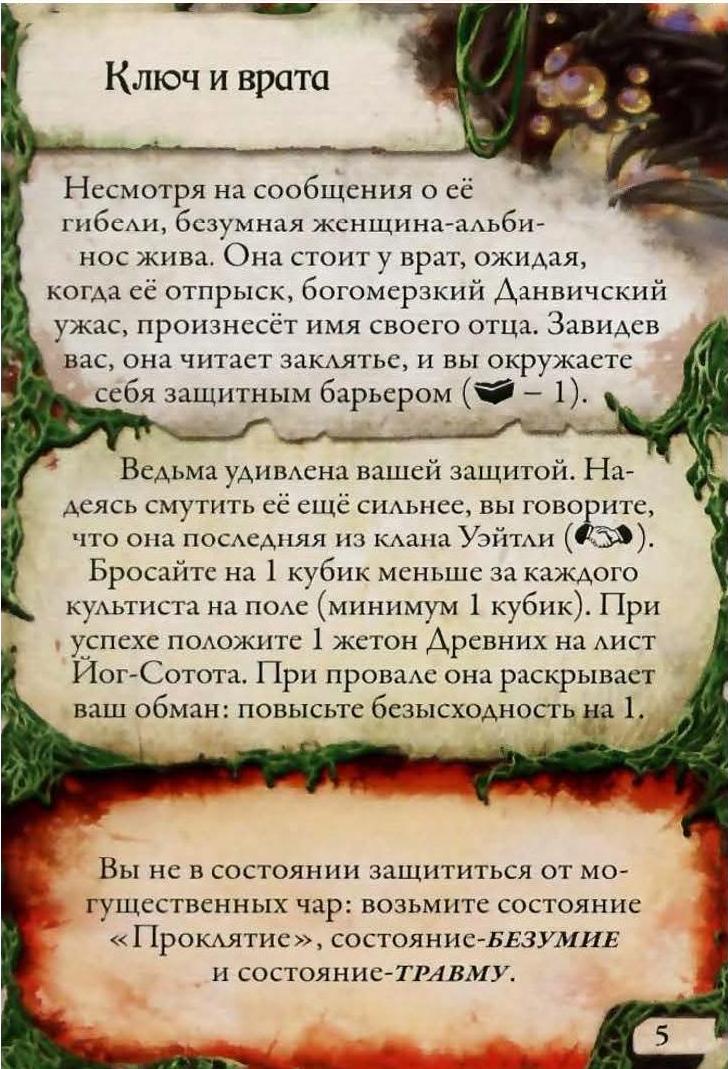 Ключ и врата
Несмотря на сообщения о её
гибели, безумная женщина-альби-
нос жива. Она стоит у врат, ожидая,
когда её отпрыск, богомерзкий Данвичский
ужас, произнесёт имя своего отца. Завидев
вас, она читает заклятье, и вы окружаете
себя защитным барьером ( – 1).
Ведьма удивлена вашей защитой. На-
деясь смутить её ещё сильнее, вы говорите,
что она последняя из клана Уэйтли ( ).
Бросайте на 1 кубик меньше за каждого
культиста на поле (минимум 1 кубик). При
успехе положите 1 жетон Древних на лист
Йог-Сотота. При провале она раскрывает
ваш обман: повысьте безысходность на 1.
Вы не в состоянии защититься от мо-
гущественных чар: возьмите состояние
«Проклятие», состояние-БЕЗУМИЕ
и состояние-ТРАВМУ.
5